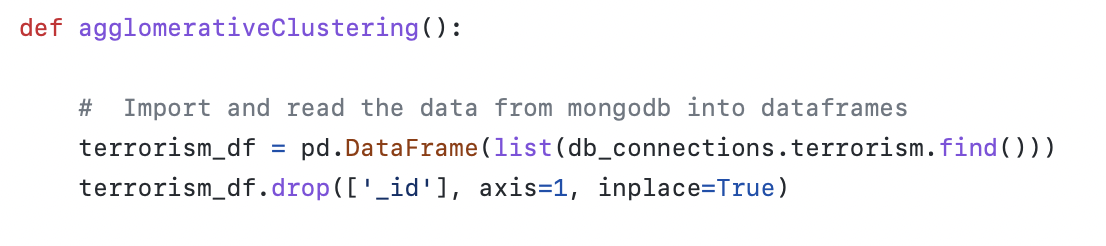 def agglomerativeClustering():
    #  Import and read the data from mongodb into dataframes
    terrorism_df = pd.DataFrame(list(db_connections.terrorism.find()))
    terrorism_df.drop(['_id'], axis=1, inplace=True)